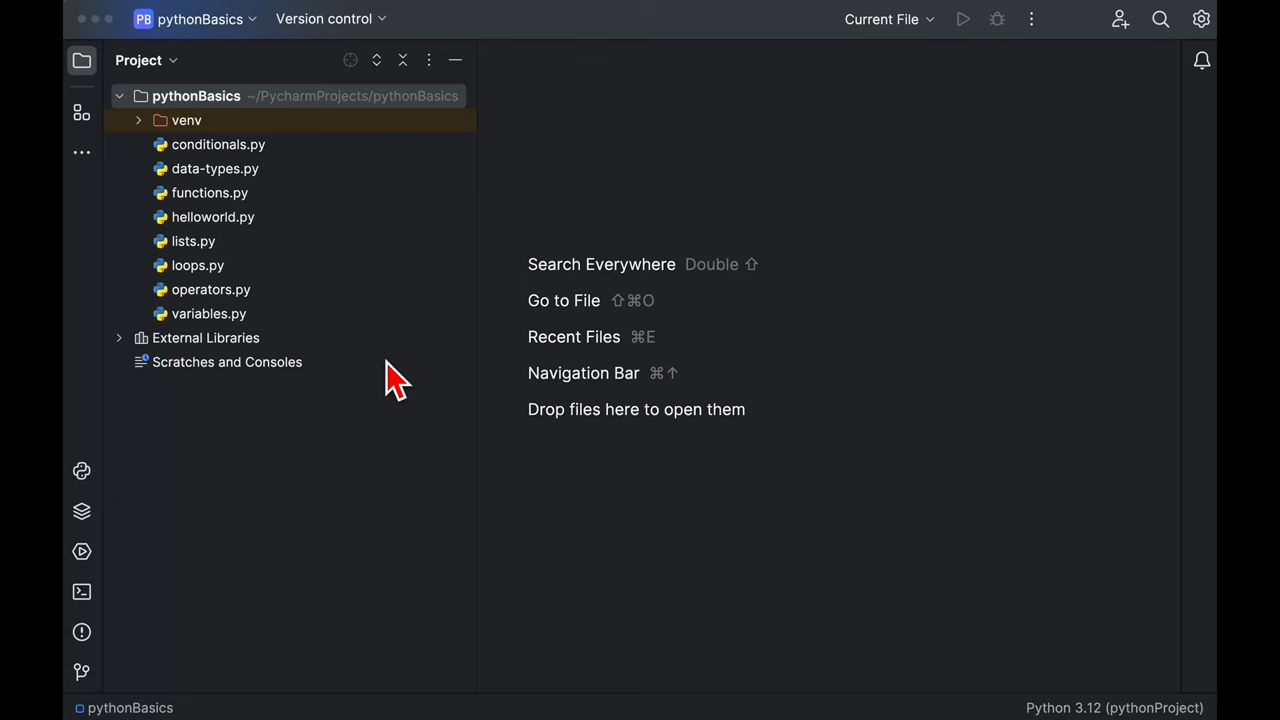 PB pythonBasics Version control Current File
Project
pythonBasics ~/PycharmProjects/pythonBasics
venv
conditionals.py
data-types.py
functions.py
helloworld.py
lists.py
loops.py
operators.py
variables.py
External Libraries
Scratches and Consoles
Search Everywhere Double ⇧
Go to File ⇧⌘O
Recent Files ⌘E
Navigation Bar ⌘↑
Drop files here to open them
pythonBasics Python 3.12 (pythonProject)